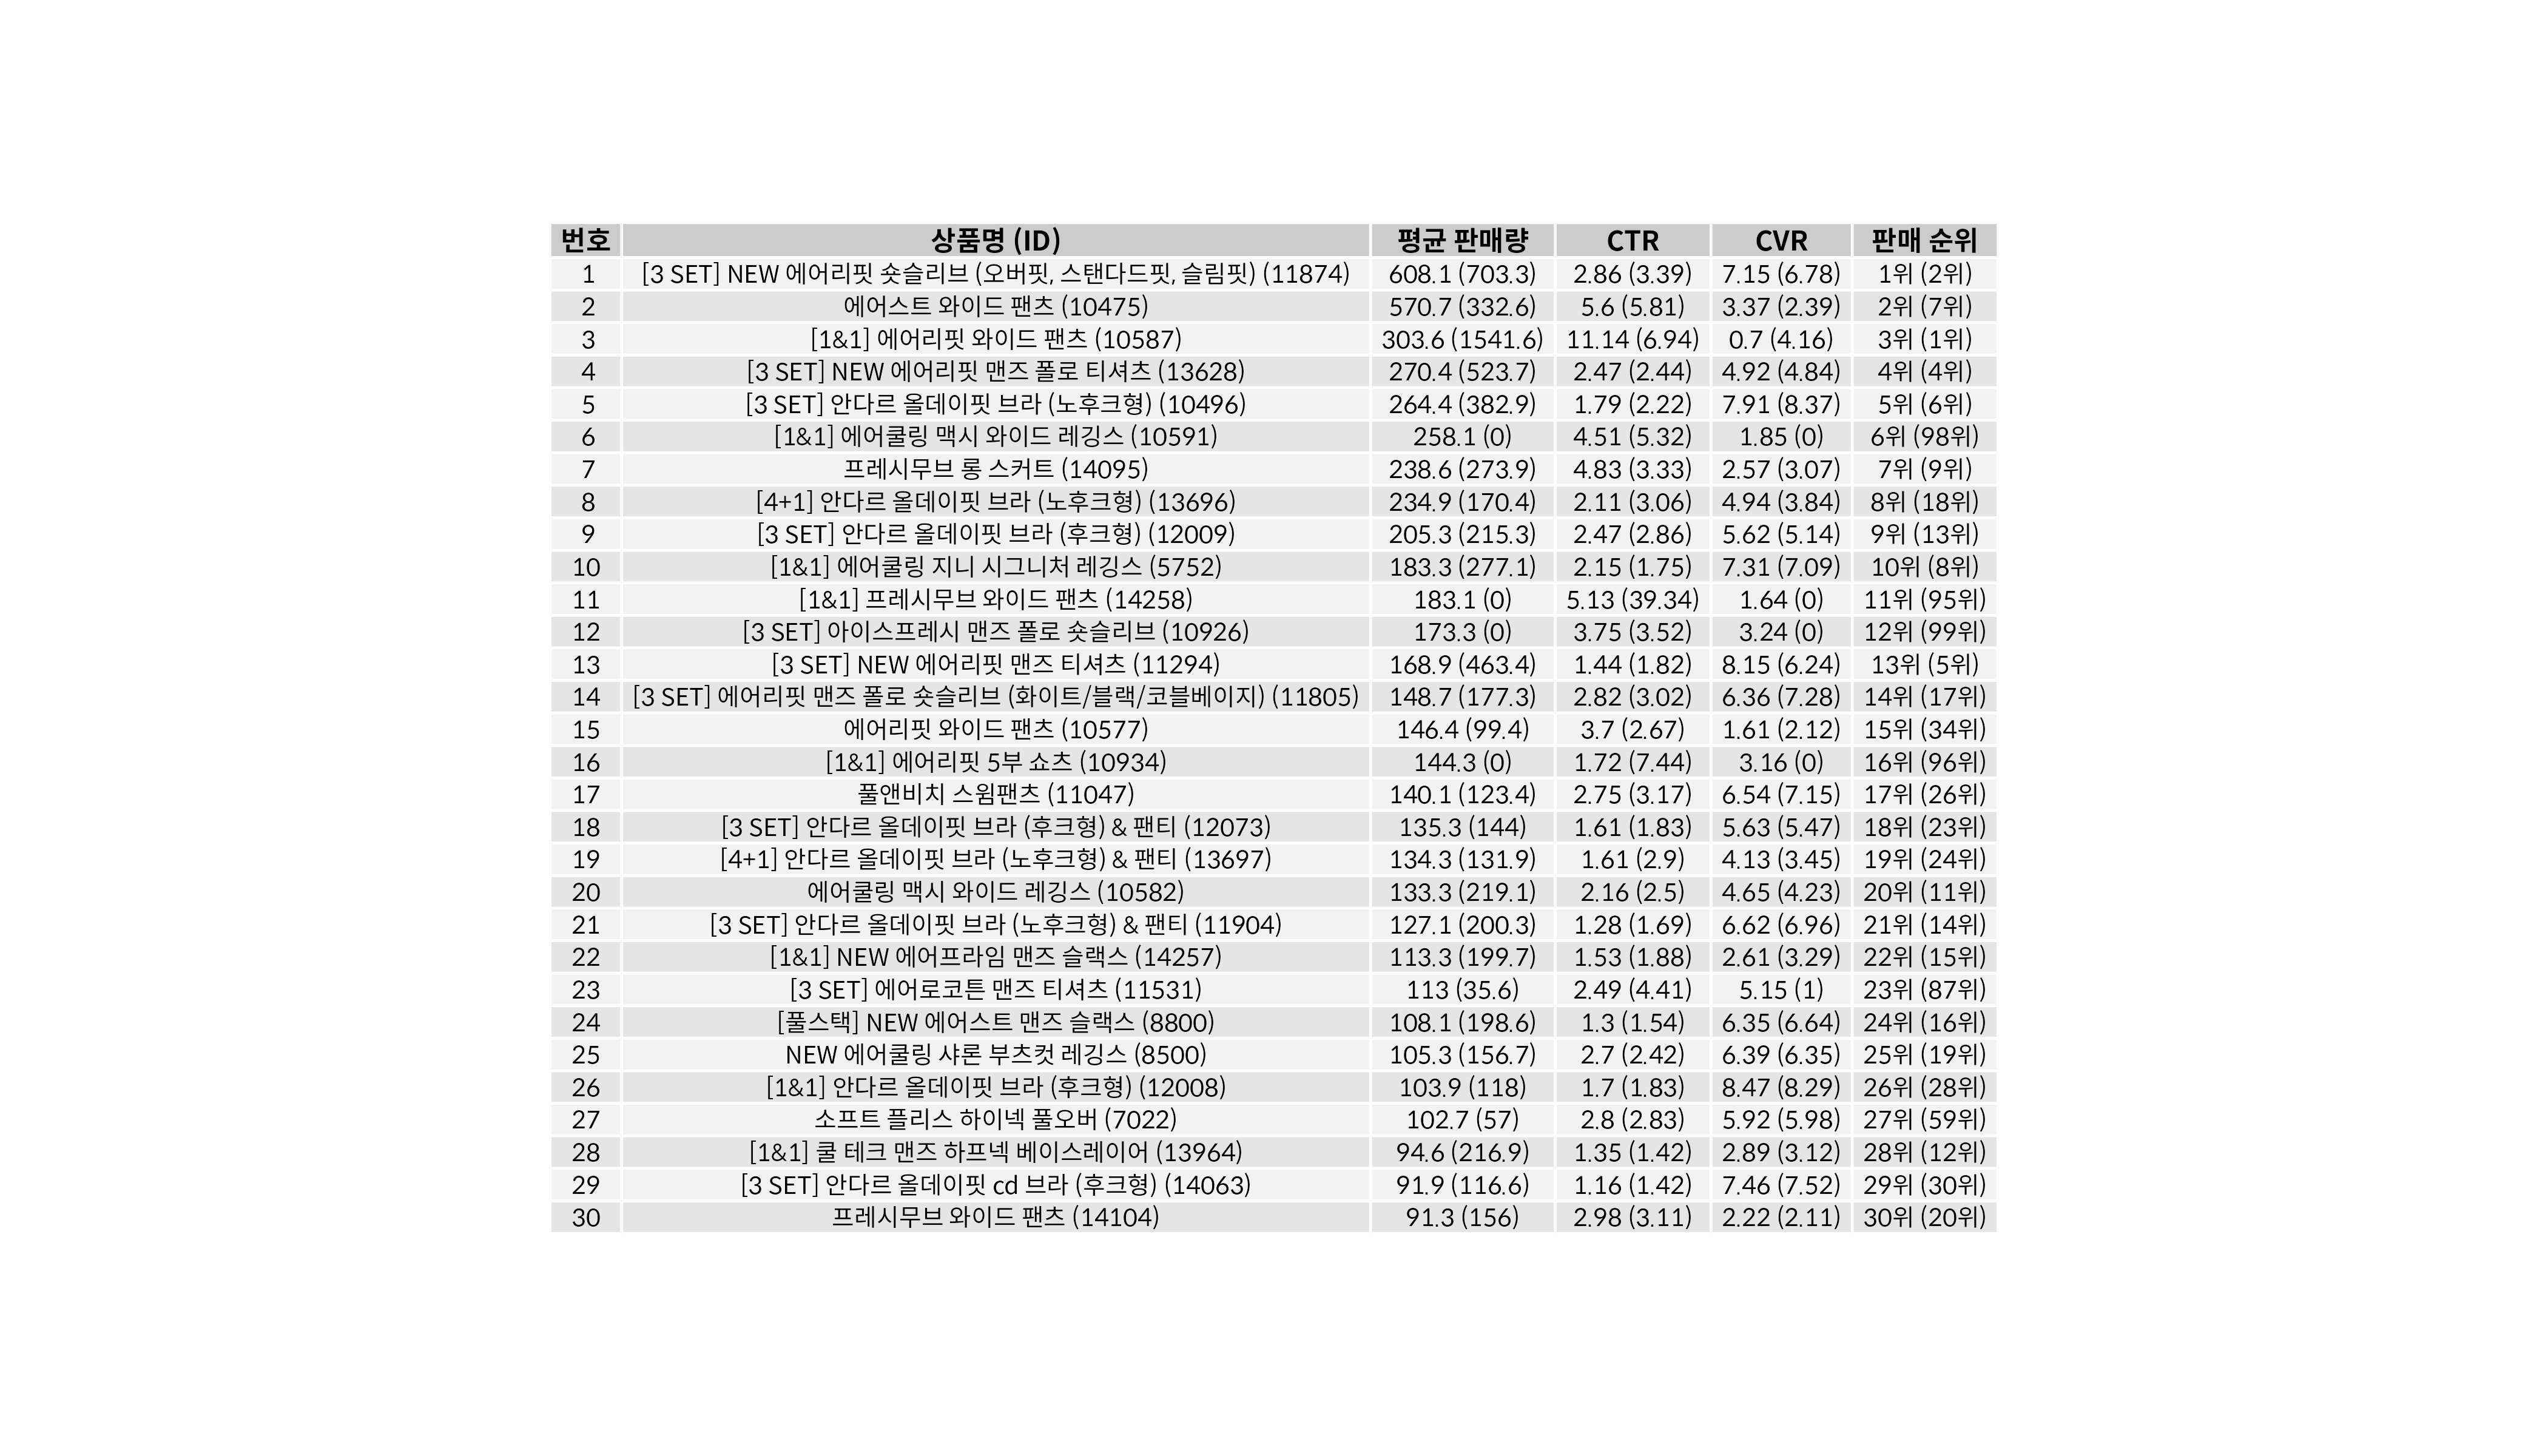 번호 상품명 (ID) 평균 판매량 CTR CVR 판매 순위
1 [3 SET] NEW 에어리핏 숏슬리브 (오버핏, 스탠다드핏, 슬림핏) (11874) 608.1 (703.3) 2.86 (3.39) 7.15 (6.78) 1위 (2위)
2 에어스트 와이드 팬츠 (10475) 570.7 (332.6) 5.6 (5.81) 3.37 (2.39) 2위 (7위)
3 [1&1] 에어리핏 와이드 팬츠 (10587) 303.6 (1541.6) 11.14 (6.94) 0.7 (4.16) 3위 (1위)
4 [3 SET] NEW 에어리핏 맨즈 폴로 티셔츠 (13628) 270.4 (523.7) 2.47 (2.44) 4.92 (4.84) 4위 (4위)
5 [3 SET] 안다르 올데이핏 브라 (노후크형) (10496) 264.4 (382.9) 1.79 (2.22) 7.91 (8.37) 5위 (6위)
6 [1&1] 에어쿨링 맥시 와이드 레깅스 (10591) 258.1 (0) 4.51 (5.32) 1.85 (0) 6위 (98위)
7 프레시무브 롱 스커트 (14095) 238.6 (273.9) 4.83 (3.33) 2.57 (3.07) 7위 (9위)
8 [4+1] 안다르 올데이핏 브라 (노후크형) (13696) 234.9 (170.4) 2.11 (3.06) 4.94 (3.84) 8위 (18위)
9 [3 SET] 안다르 올데이핏 브라 (후크형) (12009) 205.3 (215.3) 2.47 (2.86) 5.62 (5.14) 9위 (13위)
10 [1&1] 에어쿨링 지니 시그니처 레깅스 (5752) 183.3 (277.1) 2.15 (1.75) 7.31 (7.09) 10위 (8위)
11 [1&1] 프레시무브 와이드 팬츠 (14258) 183.1 (0) 5.13 (39.34) 1.64 (0) 11위 (95위)
12 [3 SET] 아이스프레시 맨즈 폴로 숏슬리브 (10926) 173.3 (0) 3.75 (3.52) 3.24 (0) 12위 (99위)
13 [3 SET] NEW 에어리핏 맨즈 티셔츠 (11294) 168.9 (463.4) 1.44 (1.82) 8.15 (6.24) 13위 (5위)
14 [3 SET] 에어리핏 맨즈 폴로 숏슬리브 (화이트/블랙/코블베이지) (11805) 148.7 (177.3) 2.82 (3.02) 6.36 (7.28) 14위 (17위)
15 에어리핏 와이드 팬츠 (10577) 146.4 (99.4) 3.7 (2.67) 1.61 (2.12) 15위 (34위)
16 [1&1] 에어리핏 5부 쇼츠 (10934) 144.3 (0) 1.72 (7.44) 3.16 (0) 16위 (96위)
17 풀앤비치 스윔팬츠 (11047) 140.1 (123.4) 2.75 (3.17) 6.54 (7.15) 17위 (26위)
18 [3 SET] 안다르 올데이핏 브라 (후크형) & 팬티 (12073) 135.3 (144) 1.61 (1.83) 5.63 (5.47) 18위 (23위)
19 [4+1] 안다르 올데이핏 브라 (노후크형) & 팬티 (13697) 134.3 (131.9) 1.61 (2.9) 4.13 (3.45) 19위 (24위)
20 에어쿨링 맥시 와이드 레깅스 (10582) 133.3 (219.1) 2.16 (2.5) 4.65 (4.23) 20위 (11위)
21 [3 SET] 안다르 올데이핏 브라 (노후크형) & 팬티 (11904) 127.1 (200.3) 1.28 (1.69) 6.62 (6.96) 21위 (14위)
22 [1&1] NEW 에어프라임 맨즈 슬랙스 (14257) 113.3 (199.7) 1.53 (1.88) 2.61 (3.29) 22위 (15위)
23 [3 SET] 에어로코튼 맨즈 티셔츠 (11531) 113 (35.6) 2.49 (4.41) 5.15 (1) 23위 (87위)
24 [풀스택] NEW 에어스트 맨즈 슬랙스 (8800) 108.1 (198.6) 1.3 (1.54) 6.35 (6.64) 24위 (16위)
25 NEW 에어쿨링 샤론 부츠컷 레깅스 (8500) 105.3 (156.7) 2.7 (2.42) 6.39 (6.35) 25위 (19위)
26 [1&1] 안다르 올데이핏 브라 (후크형) (12008) 103.9 (118) 1.7 (1.83) 8.47 (8.29) 26위 (28위)
27 소프트 플리스 하이넥 풀오버 (7022) 102.7 (57) 2.8 (2.83) 5.92 (5.98) 27위 (59위)
28 [1&1] 쿨 테크 맨즈 하프넥 베이스레이어 (13964) 94.6 (216.9) 1.35 (1.42) 2.89 (3.12) 28위 (12위)
29 [3 SET] 안다르 올데이핏 cd 브라 (후크형) (14063) 91.9 (116.6) 1.16 (1.42) 7.46 (7.52) 29위 (30위)
30 프레시무브 와이드 팬츠 (14104) 91.3 (156) 2.98 (3.11) 2.22 (2.11) 30위 (20위)